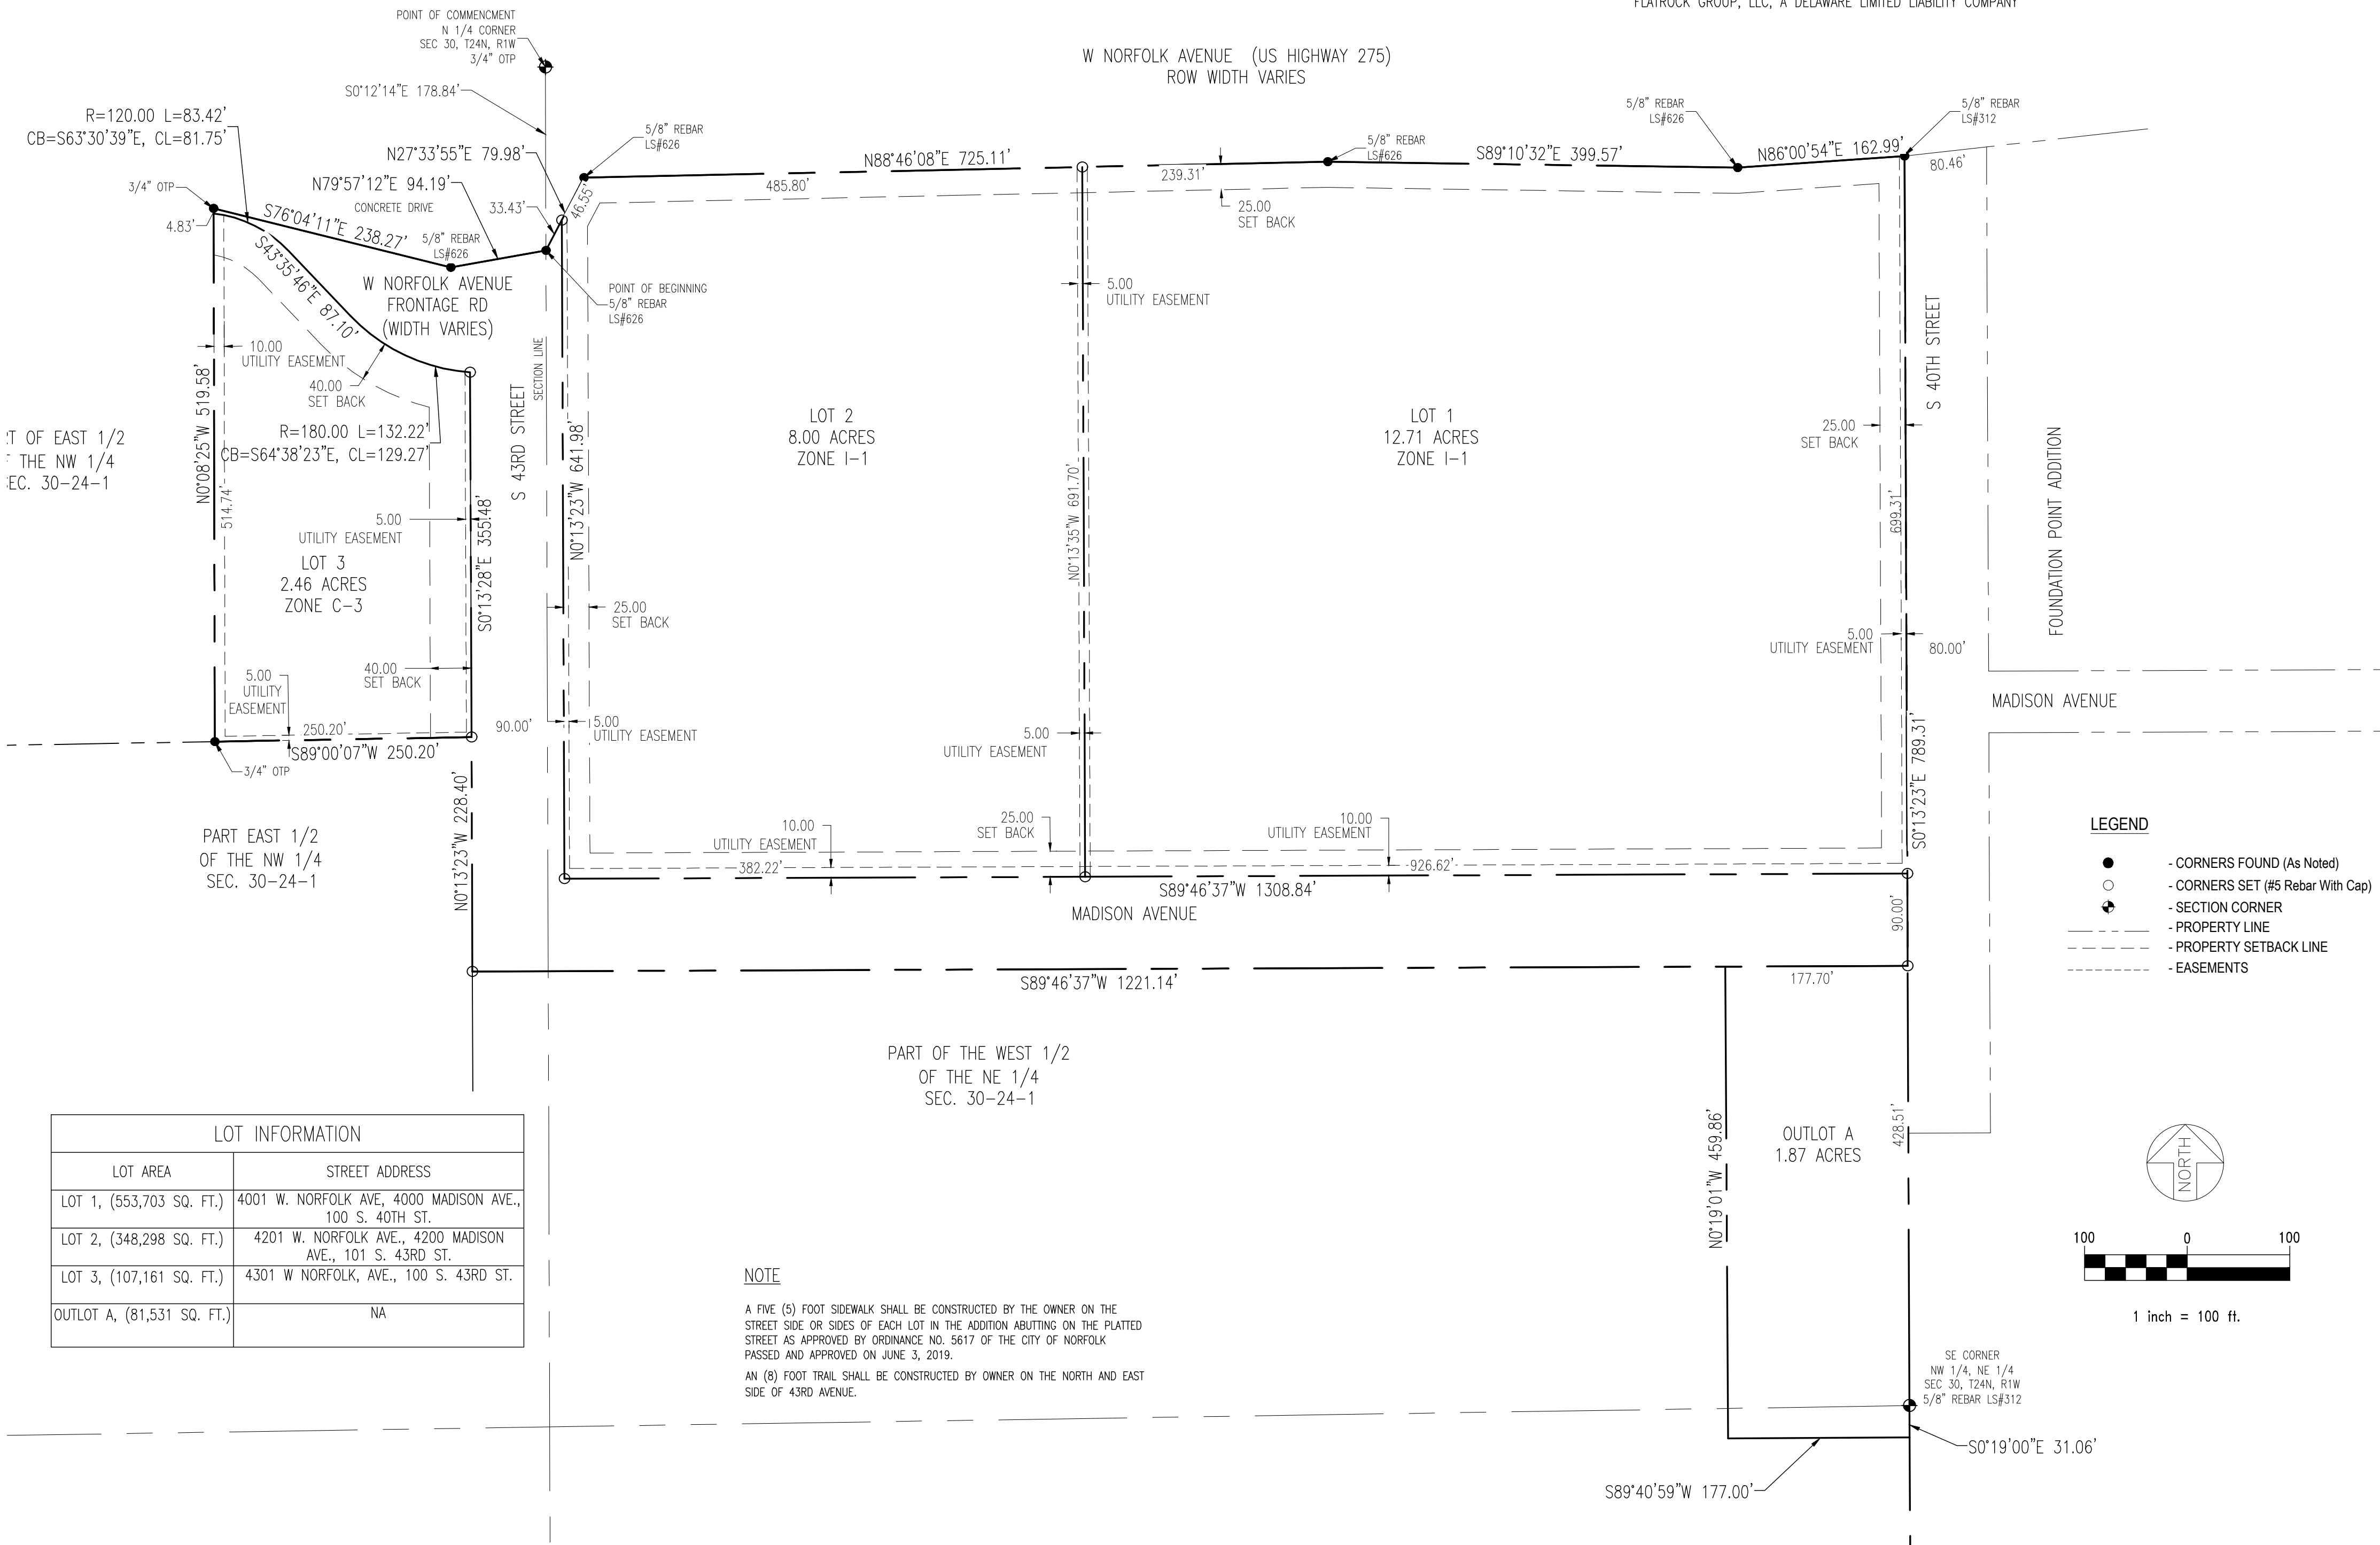 FLATROCK GROUP, LLC, A DELAWARE LIMITED LIABILITY COMPANY
POINT OF COMMENCMENT
N 1/4 CORNER
SEC 30, T24N, R1W
3/4" OTP
S0°12'14"E 178.84'
W NORFOLK AVENUE (US HIGHWAY 275)
ROW WIDTH VARIES
R=120.00 L=83.42'
CB=S63°30'39"E, CL=81.75'
5/8" REBAR
LS#626
5/8" REBAR
LS#626
5/8" REBAR
LS#626
5/8" REBAR
LS#312
N27°33'55"E 79.98'
N88°46'08"E 725.11'
S89°10'32"E 399.57'
N86°00'54"E 162.99'
80.46'
3/4" OTP
N79°57'12"E 94.19'
CONCRETE DRIVE
33.43'
46.55'
485.80'
239.31'
25.00
SET BACK
4.83'
S76°04'11"E 238.27'
5/8" REBAR
LS#626
S43°35'46"E 87.10'
W NORFOLK AVENUE
FRONTAGE RD
(WIDTH VARIES)
POINT OF BEGINNING
5/8" REBAR
LS#626
5.00
UTILITY EASEMENT
10.00
UTILITY EASEMENT
40.00
SET BACK
SECTION LINE
S 43RD STREET
S 40TH STREET
N0°08'25"W 519.58'
514.74'
R=180.00 L=132.22'
CB=S64°38'23"E, CL=129.27'
T OF EAST 1/2
THE NW 1/4
EC. 30-24-1
LOT 2
8.00 ACRES
ZONE I-1
LOT 1
12.71 ACRES
ZONE I-1
25.00
SET BACK
FOUNDATION POINT ADDITION
N0°13'23"W 641.98'
N0°13'35"W 691.70'
699.31'
S0°13'28"E 355.48'
5.00
UTILITY EASEMENT
LOT 3
2.46 ACRES
ZONE C-3
25.00
SET BACK
5.00
UTILITY EASEMENT
80.00'
40.00
SET BACK
5.00
UTILITY
EASEMENT
250.20'
S89°00'07"W 250.20'
3/4" OTP
90.00'
5.00
UTILITY EASEMENT
5.00
UTILITY EASEMENT
MADISON AVENUE
S0°13'23"E 789.31'
N0°13'23"W 228.40'
PART EAST 1/2
OF THE NW 1/4
SEC. 30-24-1
10.00
UTILITY EASEMENT
25.00
SET BACK
10.00
UTILITY EASEMENT
382.22'
926.62'
S89°46'37"W 1308.84'
MADISON AVENUE
90.00'
LEGEND
- CORNERS FOUND (As Noted)
- CORNERS SET (#5 Rebar With Cap)
- SECTION CORNER
- PROPERTY LINE
- PROPERTY SETBACK LINE
- EASEMENTS
S89°46'37"W 1221.14'
177.70'
PART OF THE WEST 1/2
OF THE NE 1/4
SEC. 30-24-1
N0°19'01"W 459.86'
OUTLOT A
1.87 ACRES
428.51'
NORTH
100 0 100
1 inch = 100 ft.
LOT INFORMATION
LOT AREA STREET ADDRESS
LOT 1, (553,703 SQ. FT.) 4001 W. NORFOLK AVE, 4000 MADISON AVE.,
100 S. 40TH ST.
LOT 2, (348,298 SQ. FT.) 4201 W. NORFOLK AVE., 4200 MADISON
AVE., 101 S. 43RD ST.
LOT 3, (107,161 SQ. FT.) 4301 W NORFOLK, AVE., 100 S. 43RD ST.
OUTLOT A, (81,531 SQ. FT.) NA
NOTE
A FIVE (5) FOOT SIDEWALK SHALL BE CONSTRUCTED BY THE OWNER ON THE
STREET SIDE OR SIDES OF EACH LOT IN THE ADDITION ABUTTING ON THE PLATTED
STREET AS APPROVED BY ORDINANCE NO. 5617 OF THE CITY OF NORFOLK
PASSED AND APPROVED ON JUNE 3, 2019.
AN (8) FOOT TRAIL SHALL BE CONSTRUCTED BY OWNER ON THE NORTH AND EAST
SIDE OF 43RD AVENUE.
SE CORNER
NW 1/4, NE 1/4
SEC 30, T24N, R1W
5/8" REBAR LS#312
S0°19'00"E 31.06'
S89°40'59"W 177.00'